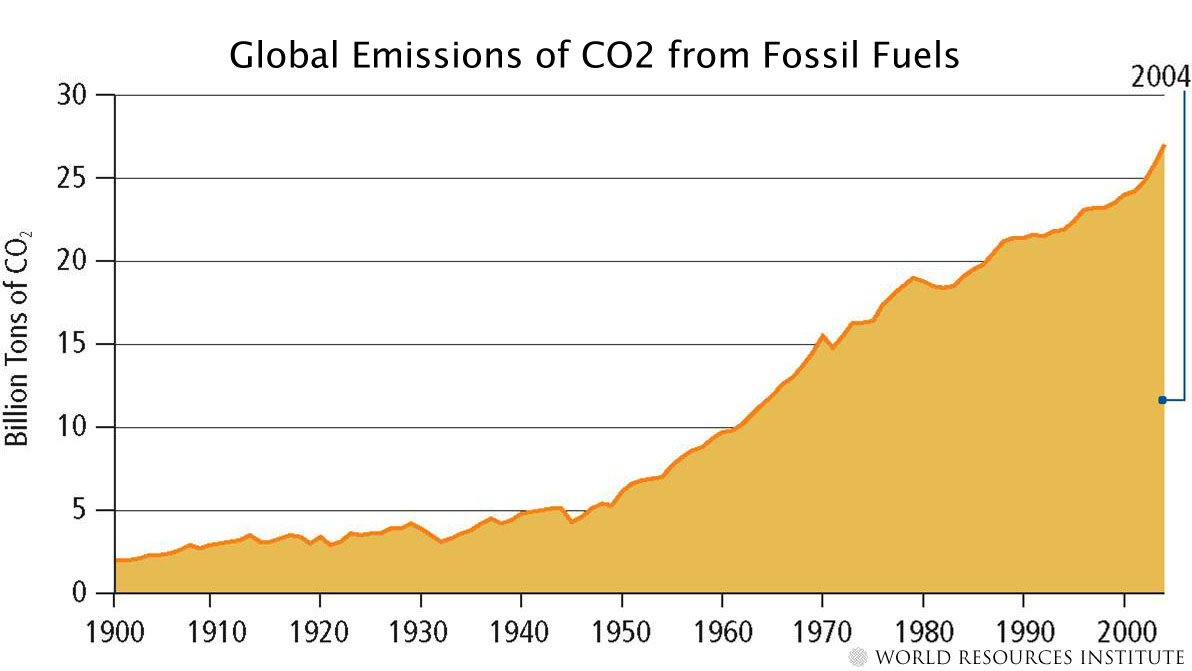 Global Emissions of CO2 from Fossil Fuels
2004
30
25
20
15
10
5
0
Billion Tons of CO₂
1900 1910 1920 1930 1940 1950 1960 1970 1980 1990 2000
WORLD RESOURCES INSTITUTE